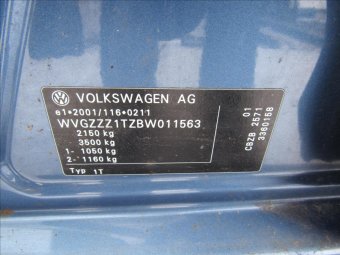 VOLKSWAGEN AG
e1*2001/116*0211
WVGZZZ1TZBW011563
2150 kg
3500 kg
1- 1050 kg
2- 1160 kg
Typ 1T
01
CBZB 2571
3360158